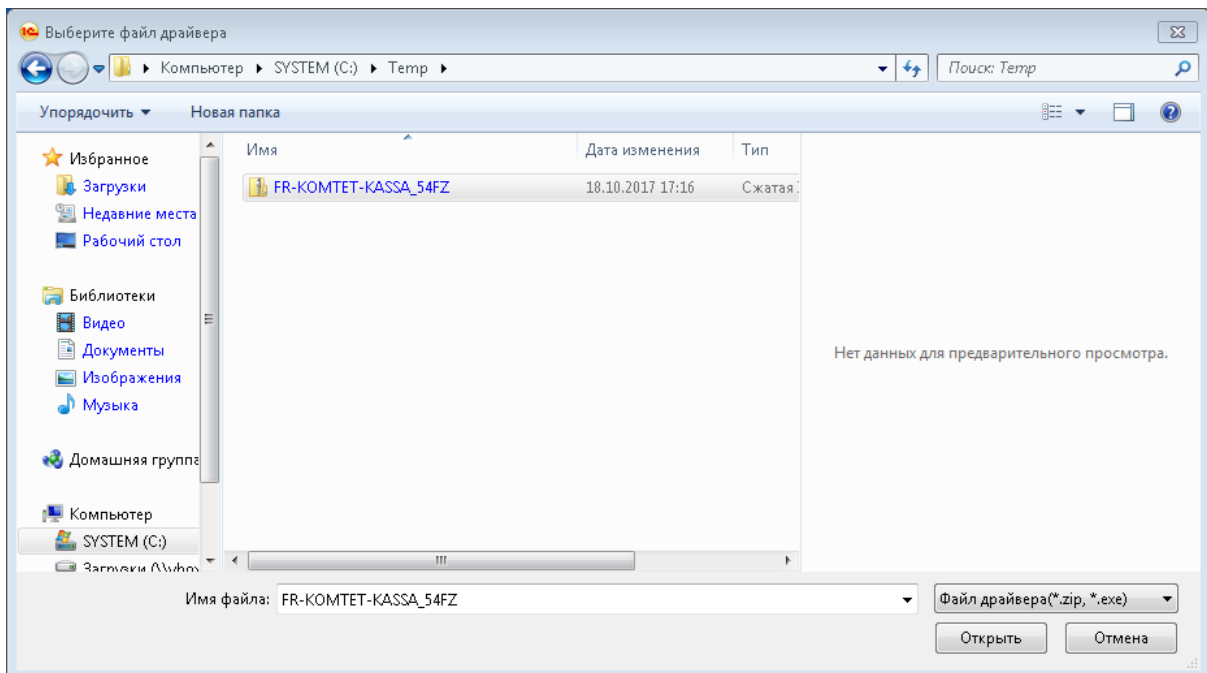 Выберите файл драйвера
Компьютер SYSTEM (C:) Temp
Поиск: Temp
Упорядочить Новая папка
Имя Дата изменения Тип
FR-KOMTET-KASSA_54FZ 18.10.2017 17:16 Сжатая
Избранное
Загрузки
Недавние места
Рабочий стол
Библиотеки
Видео
Документы
Изображения
Музыка
Домашняя группа
Компьютер
SYSTEM (C:)
Загрузки
Нет данных для предварительного просмотра.
Имя файла: FR-KOMTET-KASSA_54FZ
Файл драйвера(*.zip, *.exe)
Открыть Отмена